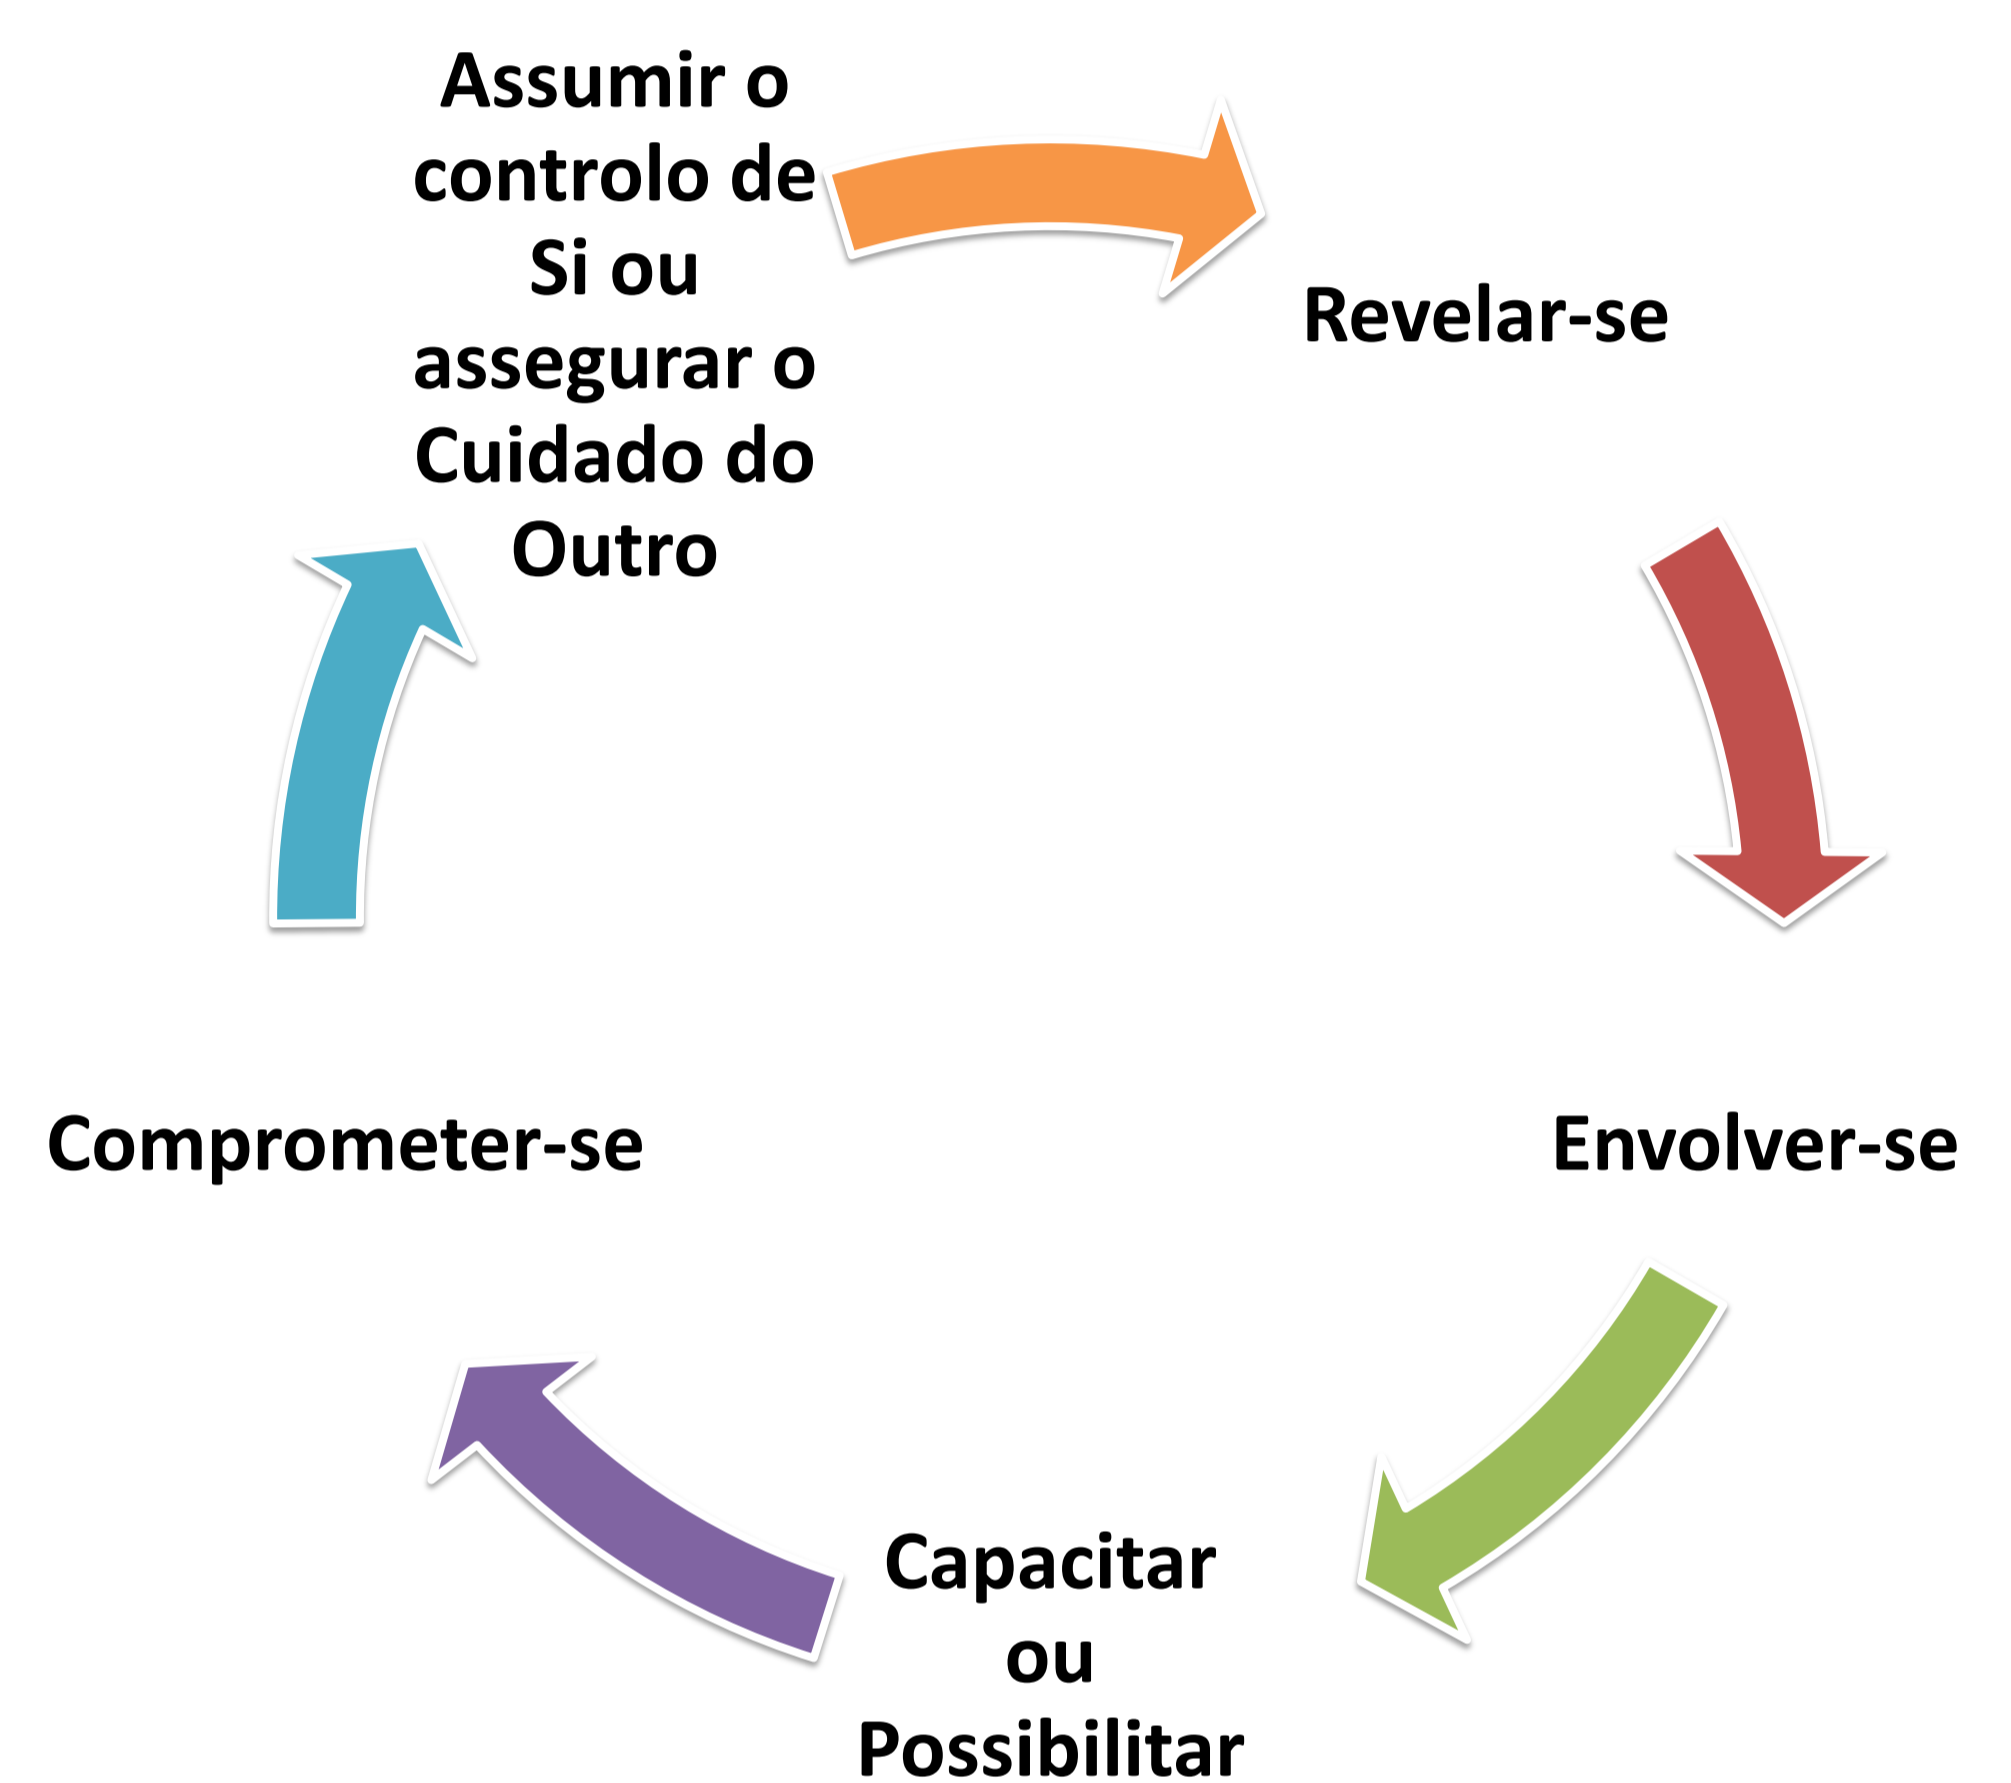 Assumir o
controlo de
Si ou
assegurar o
Cuidado do
Outro
Revelar-se
Envolver-se
Capacitar
ou
Possibilitar
Comprometer-se